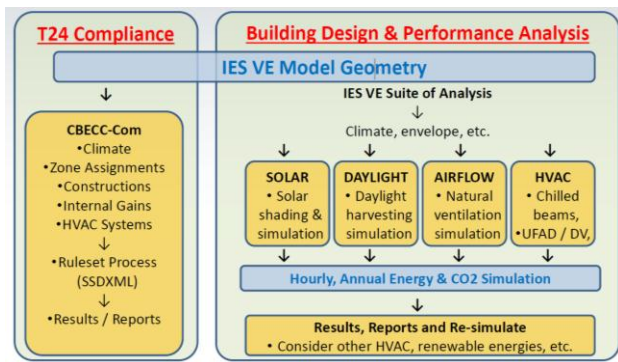 T24 Compliance
Building Design & Performance Analysis
IES VE Model Geometry
↓
CBECC-Com
•Climate
•Zone Assignments
•Constructions
•Internal Gains
•HVAC Systems
↓
•Ruleset Process
(SSDXML)
↓
•Results / Reports
IES VE Suite of Analysis
↓
Climate, envelope, etc.
↓ ↓ ↓ ↓
SOLAR
• Solar
shading &
simulation
DAYLIGHT
• Daylight
harvesting
simulation
AIRFLOW
• Natural
ventilation
simulation
HVAC
• Chilled
beams,
•UFAD / DV,
↓ ↓ ↓ ↓
Hourly, Annual Energy & CO2 Simulation
↓
Results, Reports and Re-simulate
• Consider other HVAC, renewable energies, etc.